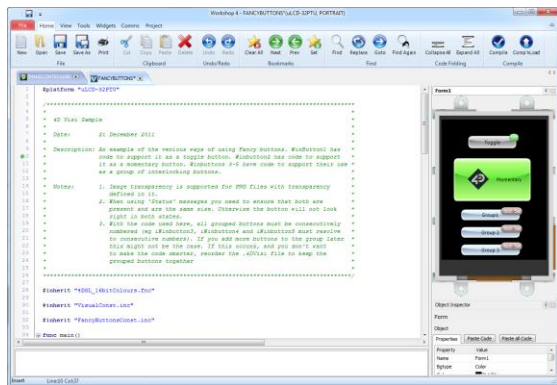 Workshop 4 - FANCYBUTTONS*(uLCD-32PTU, PORTRAIT)
File Home View Tools Widgets Comms Project
New Open Save Save As Print Cut Copy Paste Delete Undo Redo Clear All Next Prev Set Find Replace Goto Find Again Collapse All Expand All Compile Comp'nLoad
File Clipboard Undo/Redo Bookmarks Find Code Folding Compile
FANCYBUTTONS*
#platform "uLCD-32PTU"
4D Visi Sample
Date: 2: December 2011
Description: An example of the various ways of using Fancy buttons. WinButton1 has
code to support it as a toggle button. Winbutton2 has code to support
it as a momentary button. Winbuttons 3-5 have code to support their use
as a group of interlocking buttons.
Notes: 1. Image transparency is supported for PNG files with transparency
defined in it.
2. When using 'Status' messages you need to ensure that both are
present and are the same size. Otherwise the button will not look
right in both states.
3. With the code used here, all grouped buttons must be consecutively
numbered (eg iWinbutton3, iWinbutton4 and iWinbutton5 must resolve
to consecutive numbers). If you add more buttons to the group later
this might not be the case. If this occurs, and you don't want
to make the code smarter, reorder the .4DVisi file to keep the
grouped buttons together
#inherit "4DGL_16bitColours.fnc"
#inherit "VisualConst.inc"
#inherit "FancyButtonsConst.inc"
func main()
Form1
Toggle
Momentary
Group 1
Group 2
Group 3
Object Inspector
Form
Object
Properties Paste Code Paste All Code
Property Value
Name Form1
Bgtype Color
Insert Line:10 Col:37